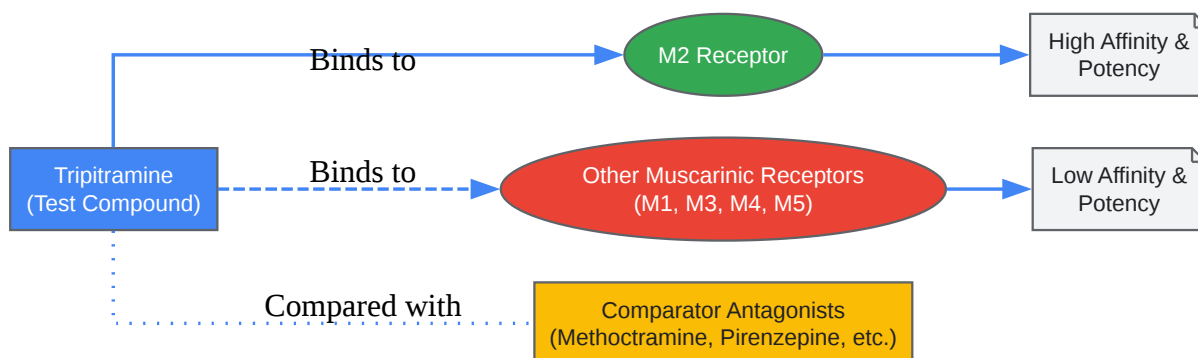 Binds to
M2 Receptor
High Affinity &
Potency
Tripitramine
(Test Compound)
Binds to
Other Muscarinic Receptors
(M1, M3, M4, M5)
Low Affinity &
Potency
Compared with
Comparator Antagonists
(Methoctramine, Pirenzepine, etc.)